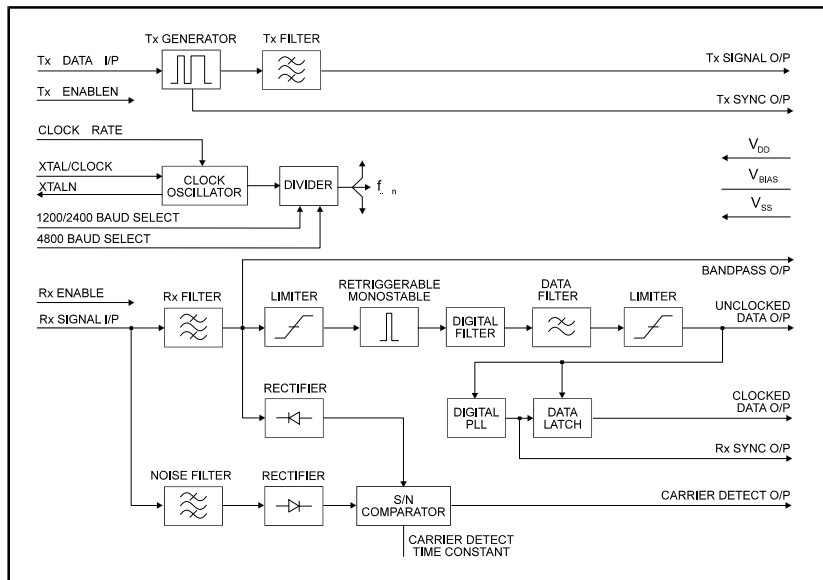 Tx GENERATOR
Tx FILTER
Tx DATA I/P
Tx SIGNAL O/P
Tx ENABLEN
Tx SYNC O/P
CLOCK RATE
XTAL/CLOCK
XTALN
CLOCK
OSCILLATOR
DIVIDER
f
n
VDD
VBIAS
VSS
1200/2400 BAUD SELECT
4800 BAUD SELECT
BANDPASS O/P
Rx ENABLE
Rx SIGNAL I/P
Rx FILTER
LIMITER
RETRIGGERABLE
MONOSTABLE
DIGITAL
FILTER
DATA
FILTER
LIMITER
UNCLOCKED
DATA O/P
RECTIFIER
DIGITAL
PLL
DATA
LATCH
CLOCKED
DATA O/P
Rx SYNC O/P
NOISE FILTER
RECTIFIER
S/N
COMPARATOR
CARRIER DETECT O/P
CARRIER DETECT
TIME CONSTANT